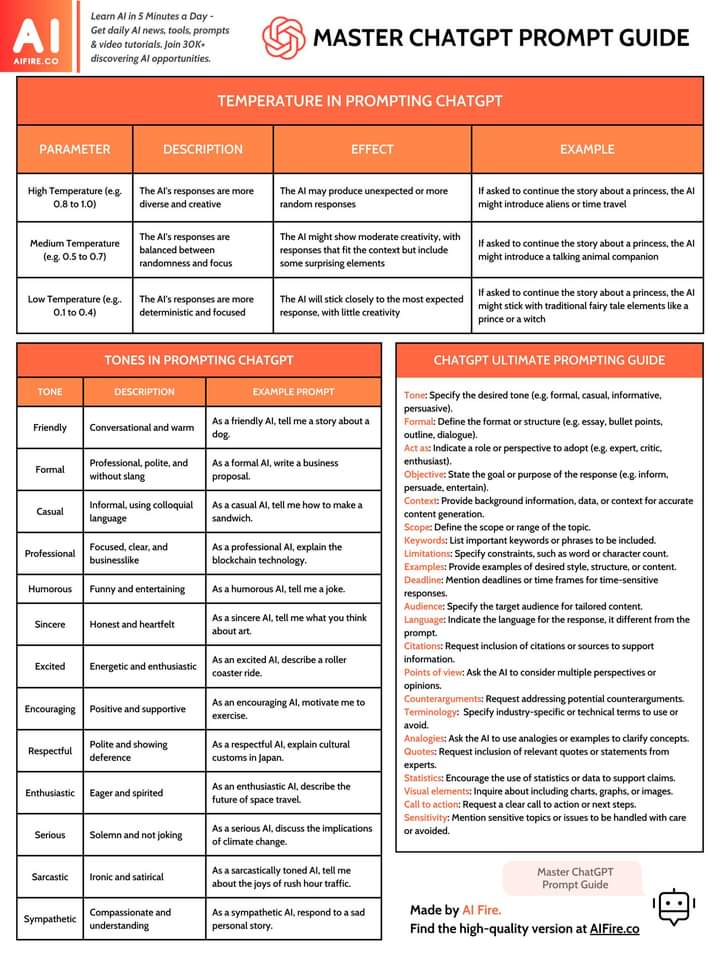 AI
AIFIRE.CO
Learn AI in 5 Minutes a Day -
Get daily AI news, tools, prompts
& video tutorials. Join 30K+
discovering AI opportunities.
MASTER CHATGPT PROMPT GUIDE
TEMPERATURE IN PROMPTING CHATGPT
PARAMETER
DESCRIPTION
EFFECT
EXAMPLE
High Temperature (e.g.
0.8 to 1.0)
The AI's responses are more
diverse and creative
The AI may produce unexpected or more
random responses
If asked to continue the story about a princess, the AI
might introduce aliens or time travel
Medium Temperature
(e.g. 0.5 to 0.7)
The AI's responses are
balanced between
randomness and focus
The AI might show moderate creativity, with
responses that fit the context but include
some surprising elements
If asked to continue the story about a princess, the AI
might introduce a talking animal companion
Low Temperature (e.g..
0.1 to 0.4)
The AI's responses are more
deterministic and focused
The AI will stick closely to the most expected
response, with little creativity
If asked to continue the story about a princess, the AI
might stick with traditional fairy tale elements like a
prince or a witch
TONES IN PROMPTING CHATGPT
TONE
DESCRIPTION
EXAMPLE PROMPT
Friendly
Conversational and warm
As a friendly AI, tell me a story about a
dog.
Formal
Professional, polite, and
without slang
As a formal AI, write a business
proposal.
Casual
Informal, using colloquial
language
As a casual AI, tell me how to make a
sandwich.
Professional
Focused, clear, and
businesslike
As a professional AI, explain the
blockchain technology.
Humorous
Funny and entertaining
As a humorous AI, tell me a joke.
Sincere
Honest and heartfelt
As a sincere AI, tell me what you think
about art.
Excited
Energetic and enthusiastic
As an excited AI, describe a roller
coaster ride.
Encouraging
Positive and supportive
As an encouraging AI, motivate me to
exercise.
Respectful
Polite and showing
deference
As a respectful AI, explain cultural
customs in Japan.
Enthusiastic
Eager and spirited
As an enthusiastic AI, describe the
future of space travel.
Serious
Solemn and not joking
As a serious AI, discuss the implications
of climate change.
Sarcastic
Ironic and satirical
As a sarcastically toned AI, tell me
about the joys of rush hour traffic.
Sympathetic
Compassionate and
understanding
As a sympathetic AI, respond to a sad
personal story.
CHATGPT ULTIMATE PROMPTING GUIDE
Tone: Specify the desired tone (e.g. formal, casual, informative,
persuasive).
Formal: Define the format or structure (e.g. essay, bullet points,
outline, dialogue).
Act as: Indicate a role or perspective to adopt (e.g. expert, critic,
enthusiast).
Objective: State the goal or purpose of the response (e.g. inform,
persuade, entertain).
Context: Provide background information, data, or context for accurate
content generation.
Scope: Define the scope or range of the topic.
Keywords: List important keywords or phrases to be included.
Limitations: Specify constraints, such as word or character count.
Examples: Provide examples of desired style, structure, or content.
Deadline: Mention deadlines or time frames for time-sensitive
responses.
Audience: Specify the target audience for tailored content.
Language: Indicate the language for the response, it different from the
prompt.
Citations: Request inclusion of citations or sources to support
information.
Points of view: Ask the AI to consider multiple perspectives or
opinions.
Counterarguments: Request addressing potential counterarguments.
Terminology: Specify industry-specific or technical terms to use or
avoid.
Analogies: Ask the AI to use analogies or examples to clarify concepts.
Quotes: Request inclusion of relevant quotes or statements from
experts.
Statistics: Encourage the use of statistics or data to support claims.
Visual elements: Inquire about including charts, graphs, or images.
Call to action: Request a clear call to action or next steps.
Sensitivity: Mention sensitive topics or issues to be handled with care
or avoided.
Master ChatGPT
Prompt Guide
Made by AI Fire.
Find the high-quality version at AIFire.co